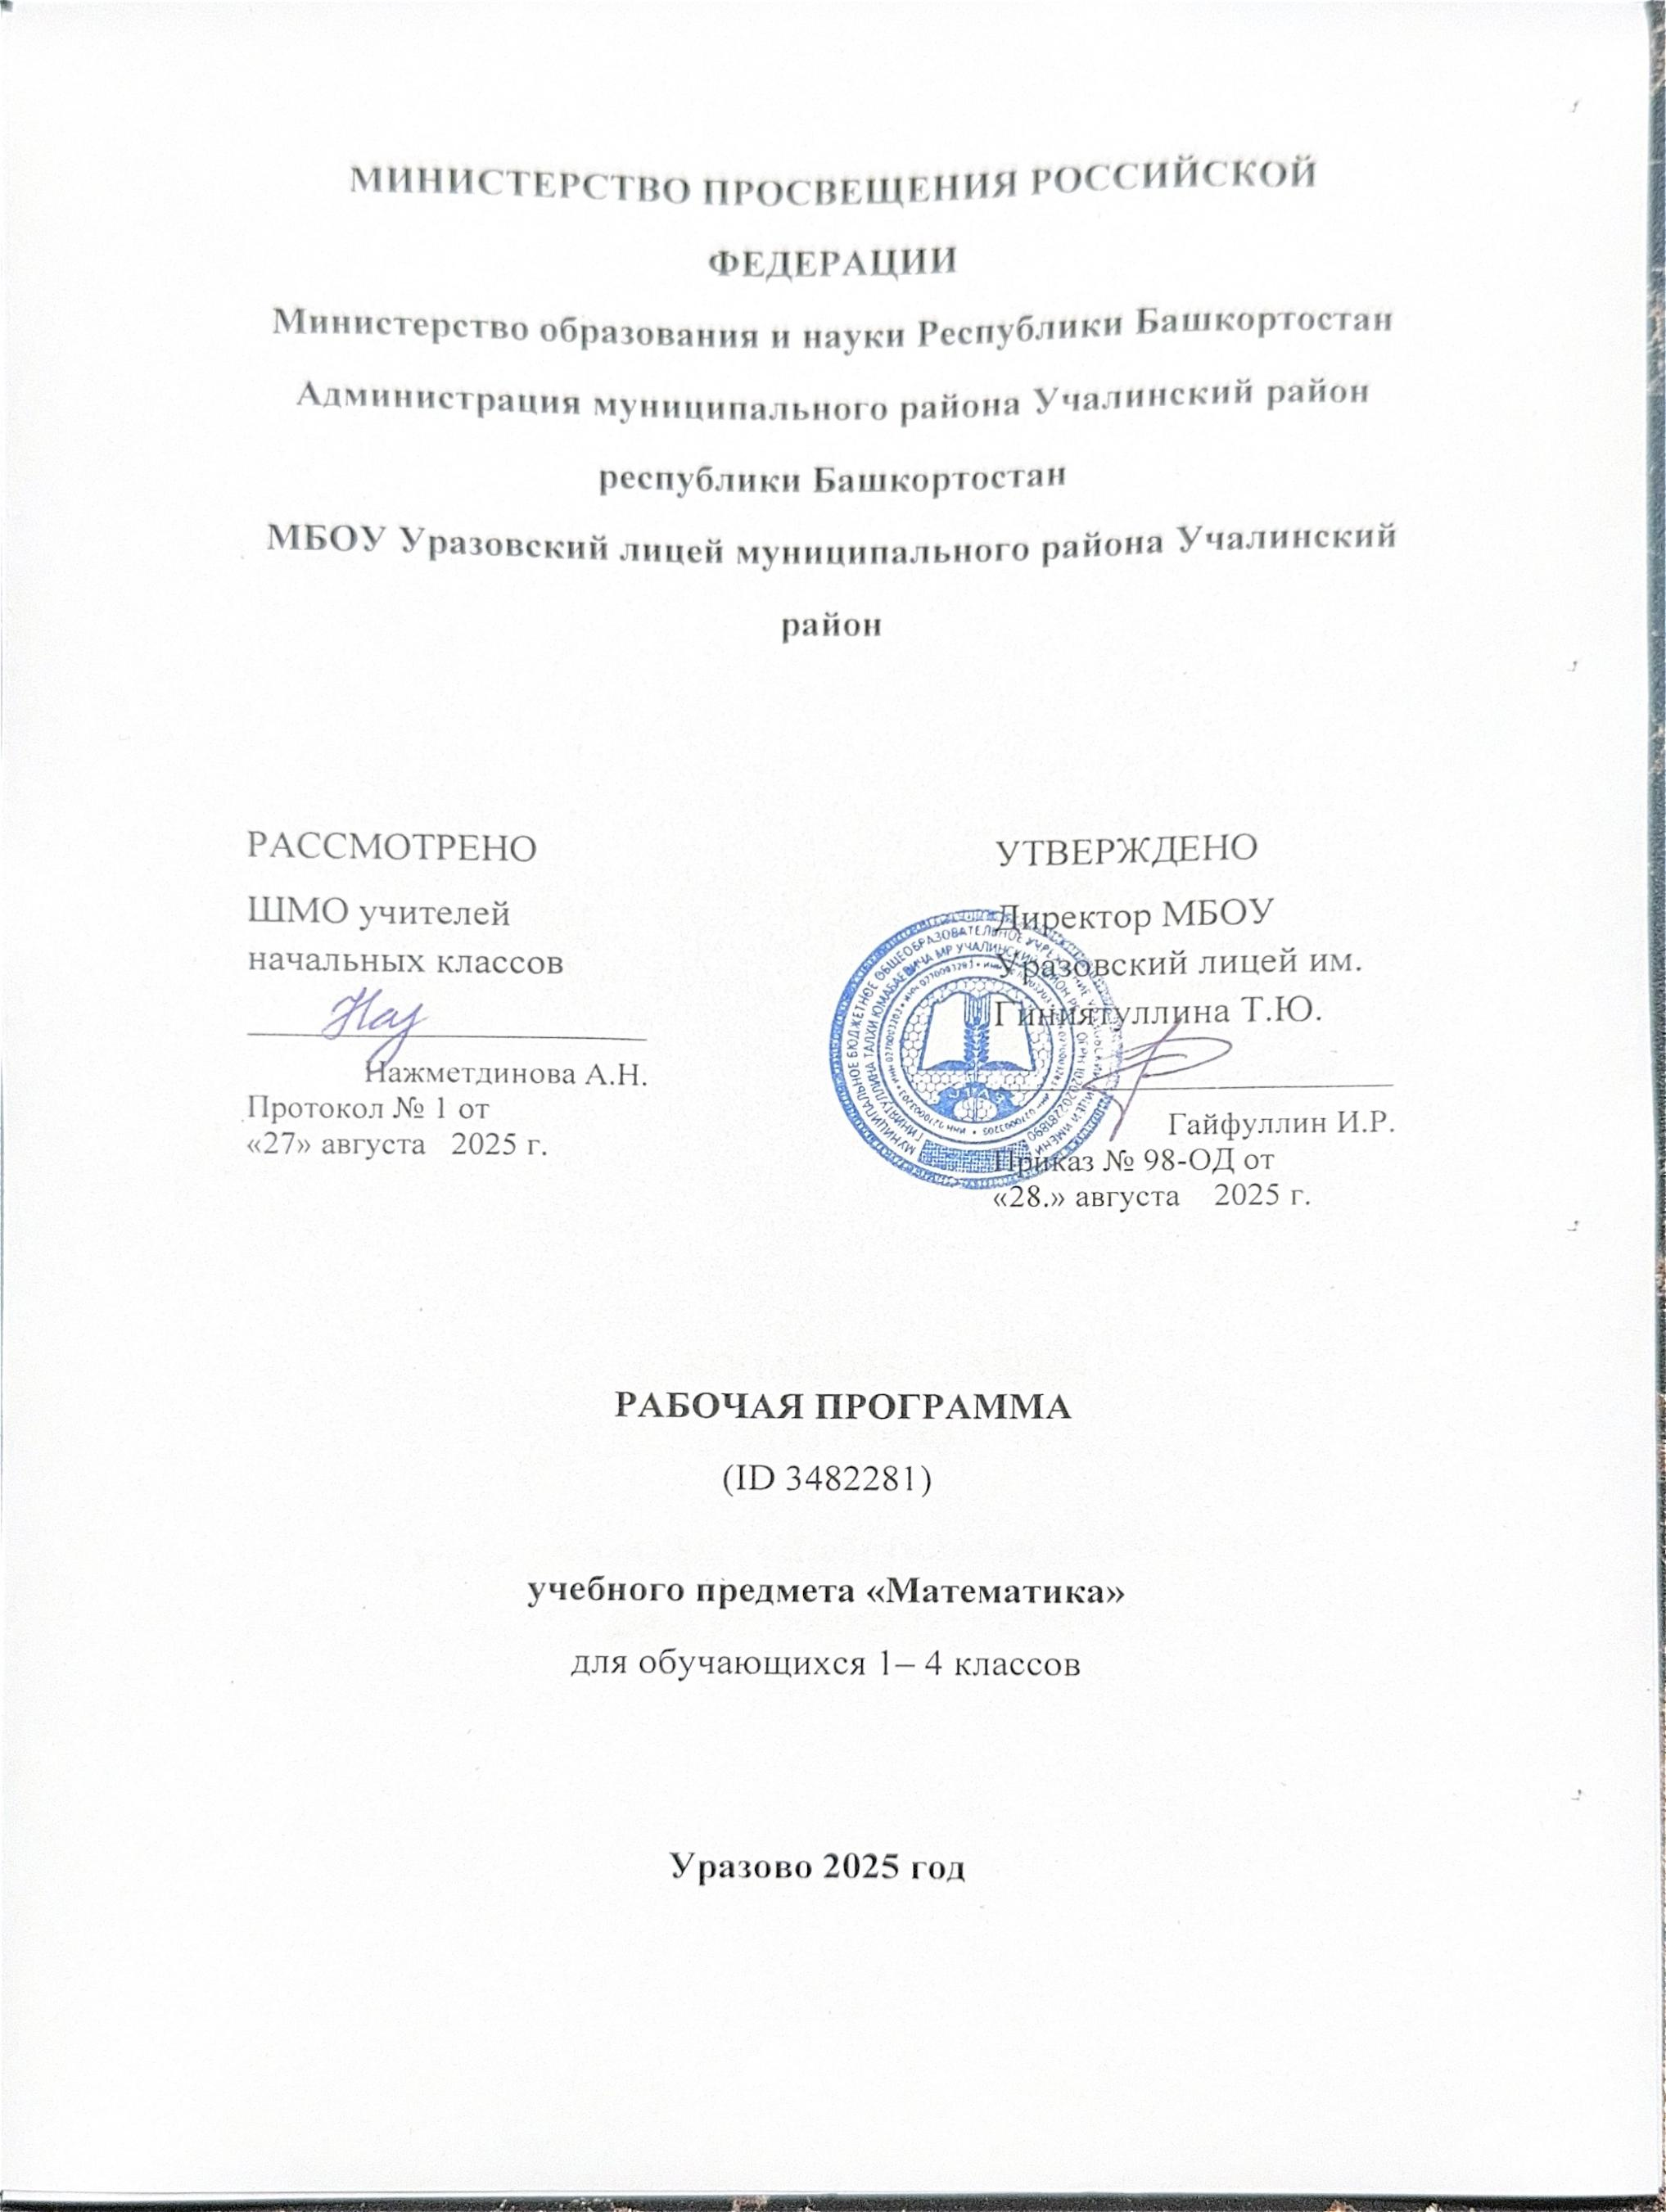 МИНИСТЕРСТВО ПРОСВЕЩЕНИЯ РОССИЙСКОЙ
ФЕДЕРАЦИИ
Министерство образования и науки Республики Башкортостан
Администрация муниципального района Учалинский район
республики Башкортостан
МБОУ Уразовский лицей муниципального района Учалинский
район
РАССМОТРЕНО
ШМО учителей
начальных классов
Нажметдинова А.Н.
Протокол № 1 от
«27» августа 2025 г.
УТВЕРЖДЕНО
Директор МБОУ
Уразовский лицей им.
Гиниятуллина Т.Ю.
Гайфуллин И.Р.
Приказ № 98-ОД от
«28.» августа 2025 г.
РАБОЧАЯ ПРОГРАММА
(ID 3482281)
учебного предмета «Математика»
для обучающихся 1– 4 классов
Уразово 2025 год